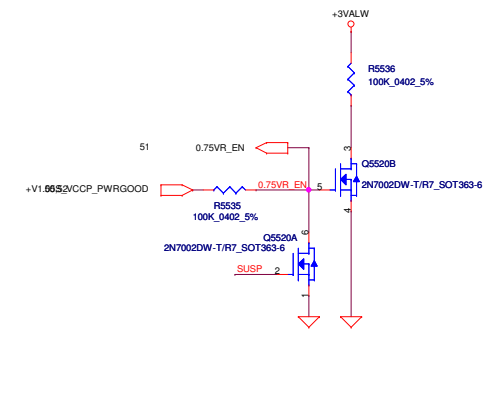 +3VALW
R5536
100K_0402_5%
51
0.75VR_EN
3
Q5520B
0.75VR_EN
5
2N7002DW-T/R7_SOT363-6
VCCP_PWRGOOD
R5535
100K_0402_5%
4
6
Q5520A
2N7002DW-T/R7_SOT363-6
SUSP
2
1